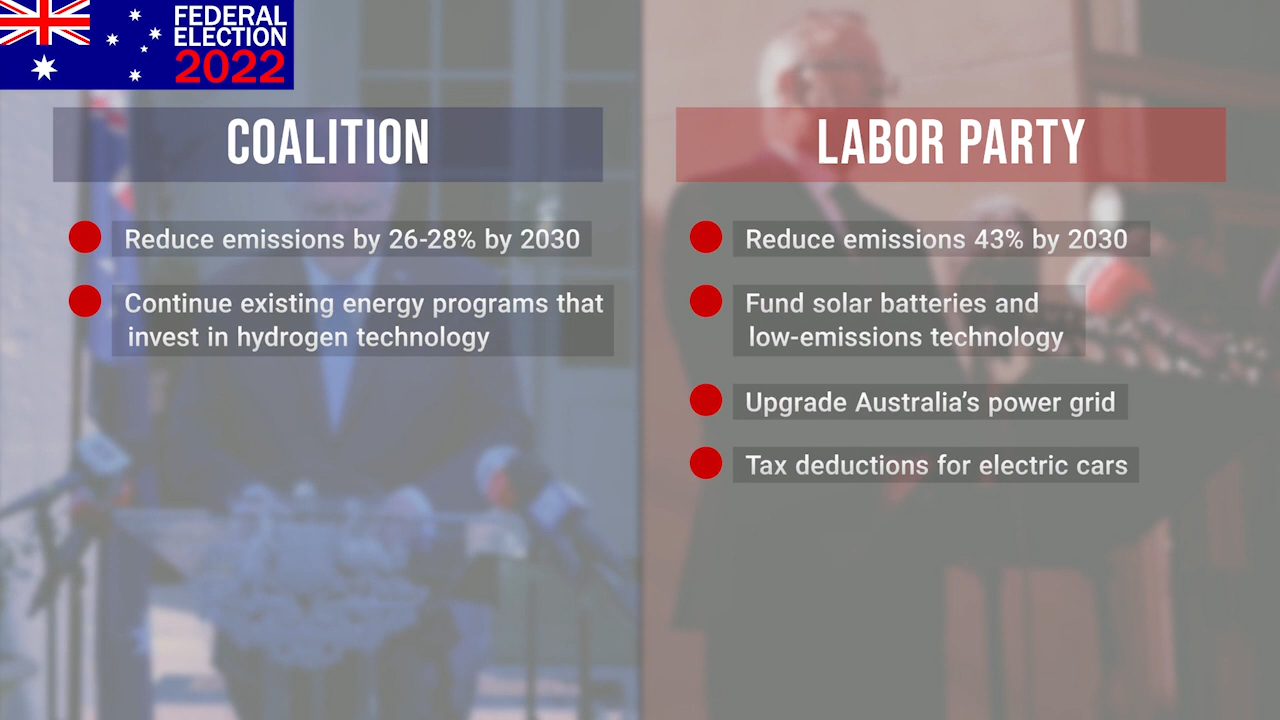 FEDERAL
ELECTION
2022
COALITION
Reduce emissions by 26-28% by 2030
Continue existing energy programs that
invest in hydrogen technology
LABOR PARTY
Reduce emissions 43% by 2030
Fund solar batteries and
low-emissions technology
Upgrade Australia’s power grid
Tax deductions for electric cars